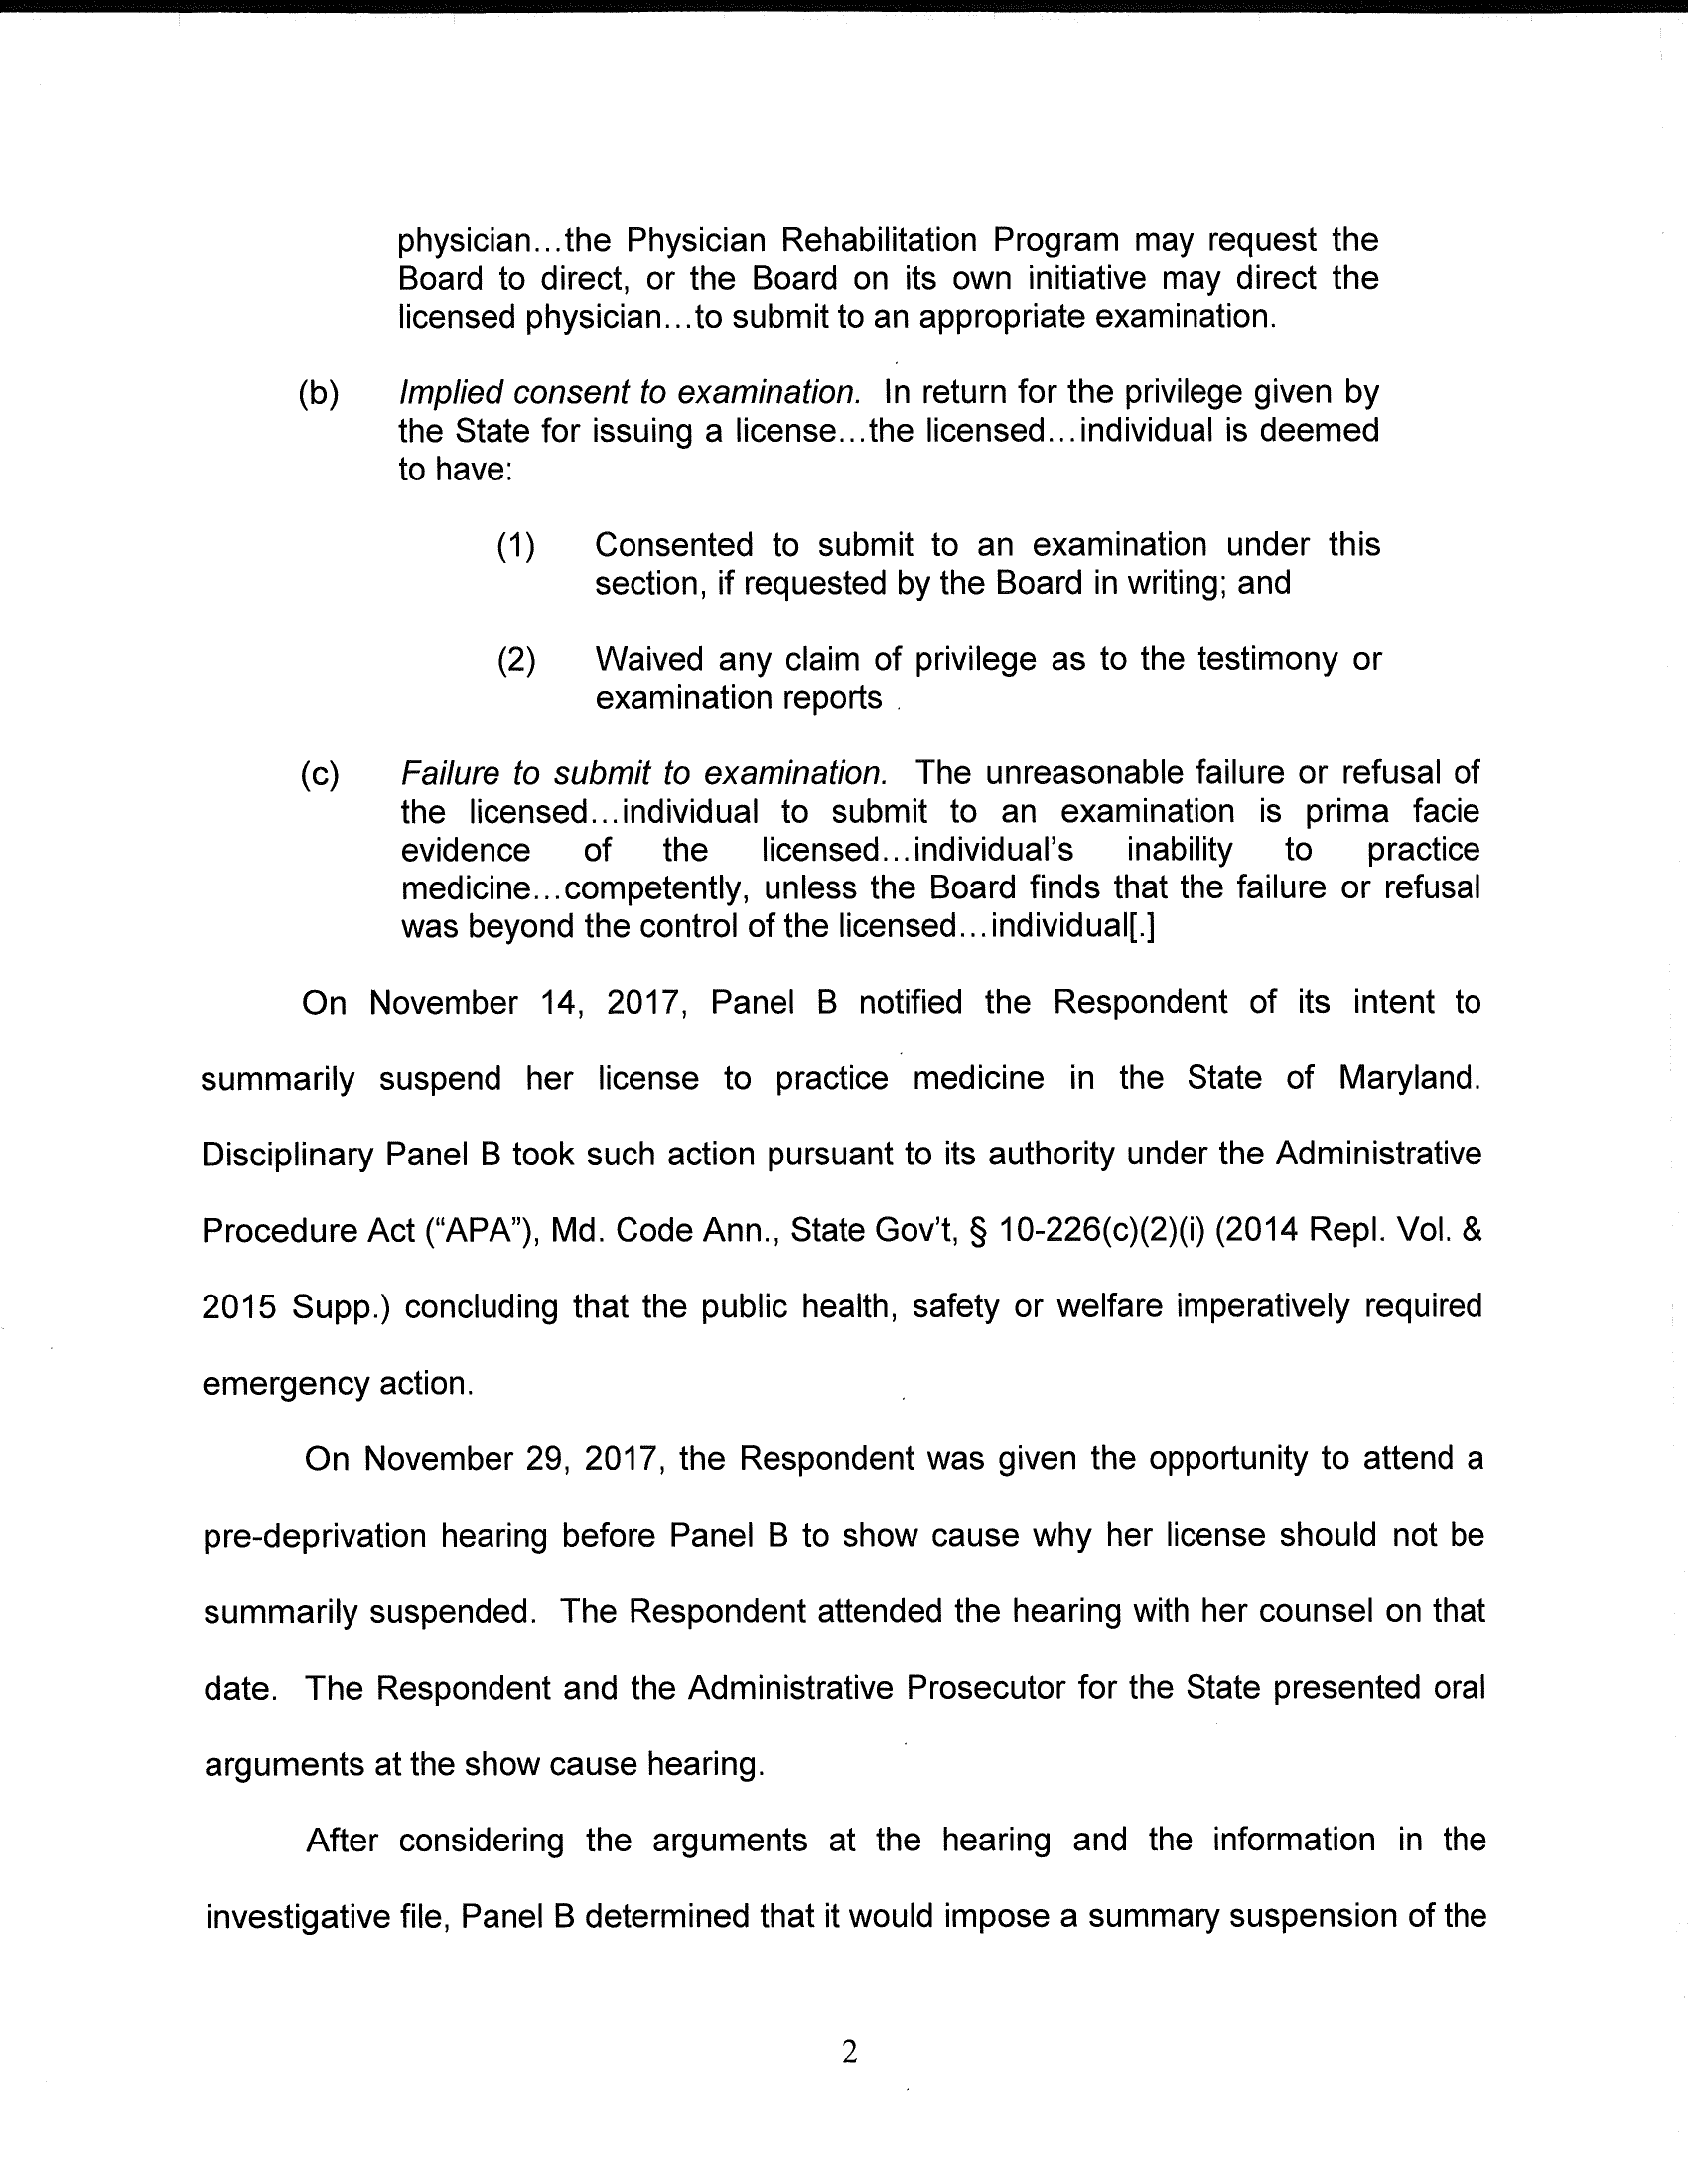 physician...the Physician Rehabilitation Program may request the
Board to direct, or the Board on its own initiative may direct the
licensed physician...to submit to an appropriate examination.
(b) Implied consent to examination. In return for the privilege given by
the State for issuing a license...the licensed...individual is deemed
to have:
(1) Consented to submit to an examination under this
section, if requested by the Board in writing; and
(2) Waived any claim of privilege as to the testimony or
examination reports .
(c) Failure to submit to examination. The unreasonable failure or refusal of
the licensed...individual to submit to an examination is prima facie
evidence of the licensed...individual's inability to practice
medicine...competently, unless the Board finds that the failure or refusal
was beyond the control of the licensed...individual[.]
On November 14, 2017, Panel B notified the Respondent of its intent to
summarily suspend her license to practice medicine in the State of Maryland.
Disciplinary Panel B took such action pursuant to its authority under the Administrative
Procedure Act (“APA”), Md. Code Ann., State Gov't, § 10-226(c)(2)(i) (2014 Repl. Vol. &
2015 Supp.) concluding that the public health, safety or welfare imperatively required
emergency action.
On November 29, 2017, the Respondent was given the opportunity to attend a
pre-deprivation hearing before Panel B to show cause why her license should not be
summarily suspended. The Respondent attended the hearing with her counsel on that
date. The Respondent and the Administrative Prosecutor for the State presented oral
arguments at the show cause hearing.
After considering the arguments at the hearing and the information in the
investigative file, Panel B determined that it would impose a summary suspension of the
2